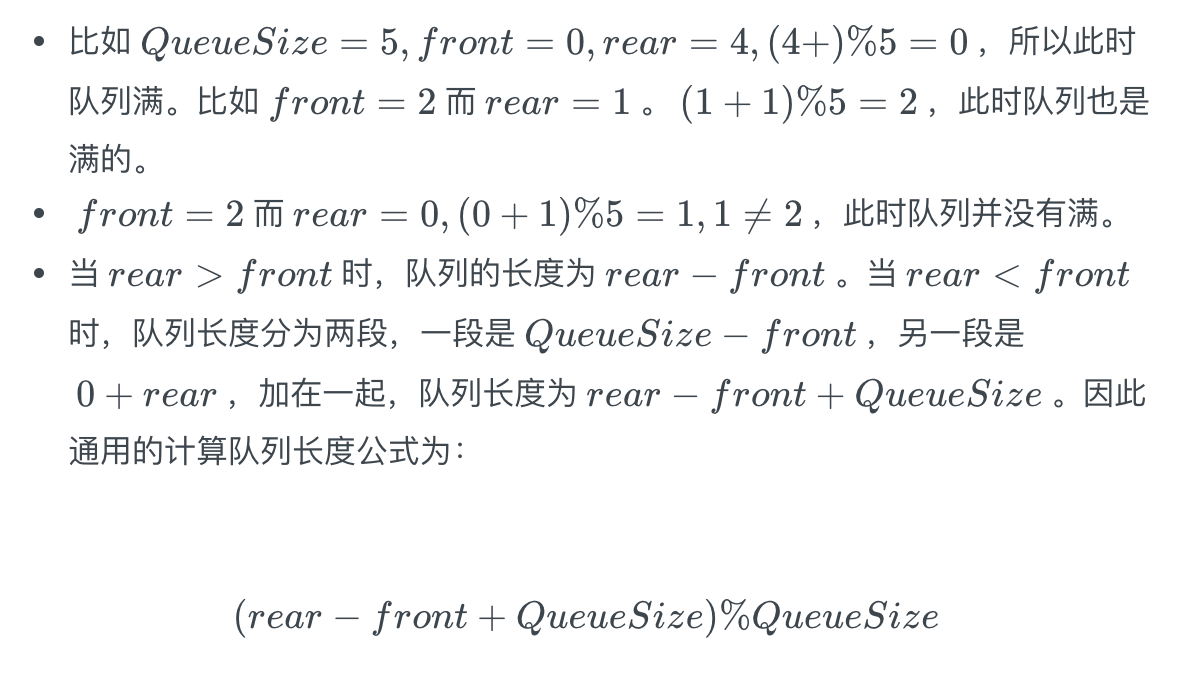 • 比如 QueueSize = 5, front = 0, rear = 4, (4+)%5 = 0 ，所以此时
队列满。比如 front = 2 而 rear = 1 。 (1 + 1)%5 = 2 ，此时队列也是
满的。
• front = 2 而 rear = 0, (0 + 1)%5 = 1, 1 ≠ 2 ，此时队列并没有满。
• 当 rear > front 时，队列的长度为 rear − front 。当 rear < front
时，队列长度分为两段，一段是 QueueSize − front ，另一段是
0 + rear ，加在一起，队列长度为 rear − front + QueueSize 。因此
通用的计算队列长度公式为：
(rear − front + QueueSize)%QueueSize